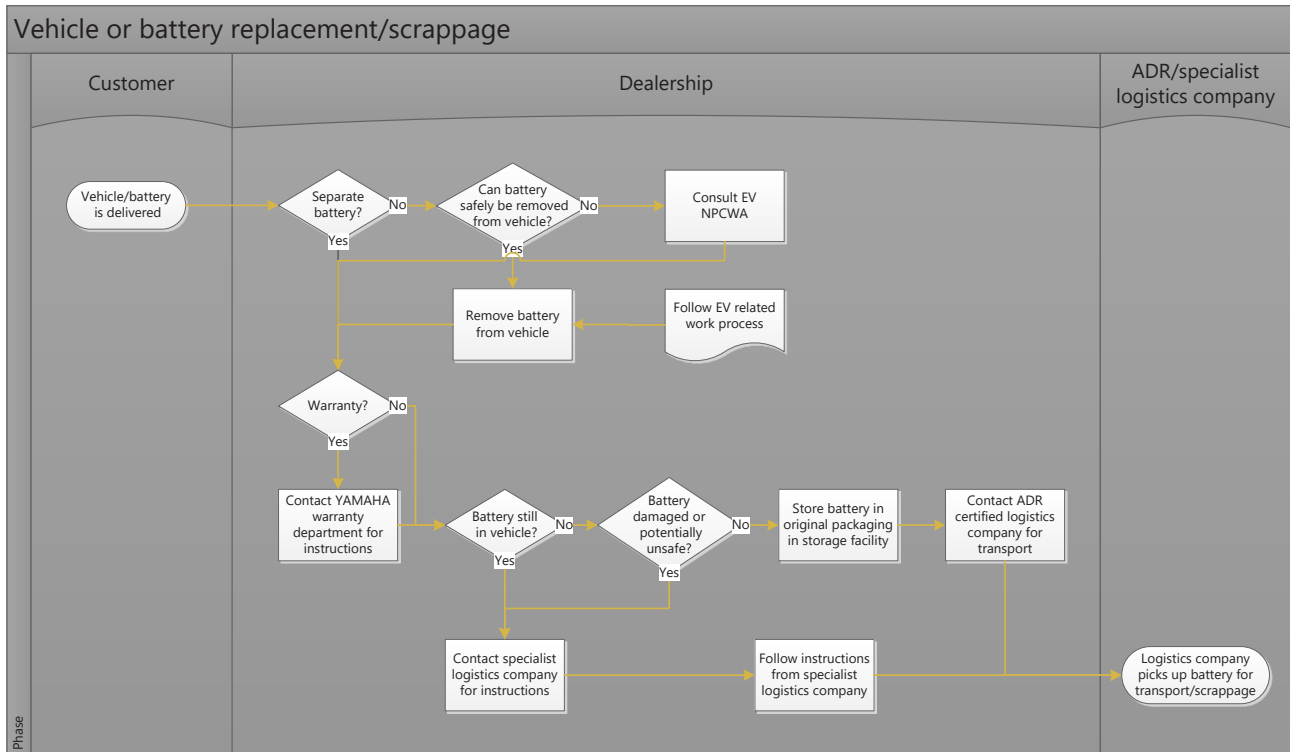 Vehicle or battery replacement/scrappage
Customer
Dealership
ADR/specialist
logistics company
Vehicle/battery
is delivered
Separate
battery?
No
Yes
Can battery
safely be removed
from vehicle?
No
Yes
Consult EV
NPCWA
Remove battery
from vehicle
Follow EV related
work process
Warranty?
No
Yes
Contact YAMAHA
warranty
department for
instructions
Battery still
in vehicle?
No
Yes
Battery
damaged or
potentially
unsafe?
No
Yes
Store battery in
original packaging
in storage facility
Contact ADR
certified logistics
company for
transport
Contact specialist
logistics company
for instructions
Follow instructions
from specialist
logistics company
Logistics company
picks up battery for
transport/scrappage
Phase